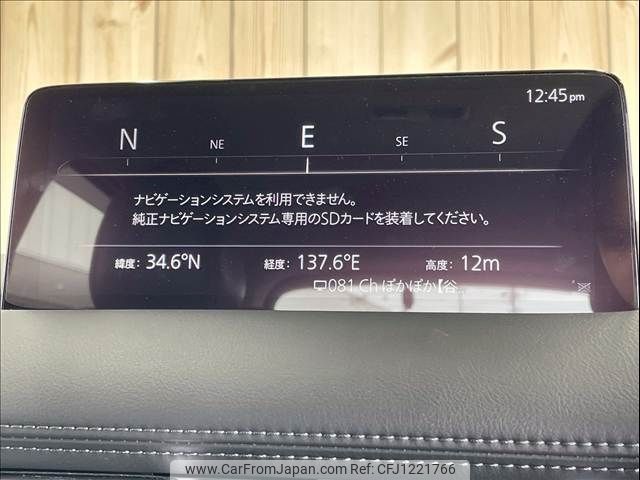 12:45pm
N NE E SE S
ナビゲーションシステムを利用できません。
純正ナビゲーションシステム専用のSDカードを装着してください。
緯度: 34.6°N 経度: 137.6°E 高度: 12m
081 Ch ぽかぽか【谷...
www.CarFromJapan.com | Ref. No: CFJ1221766